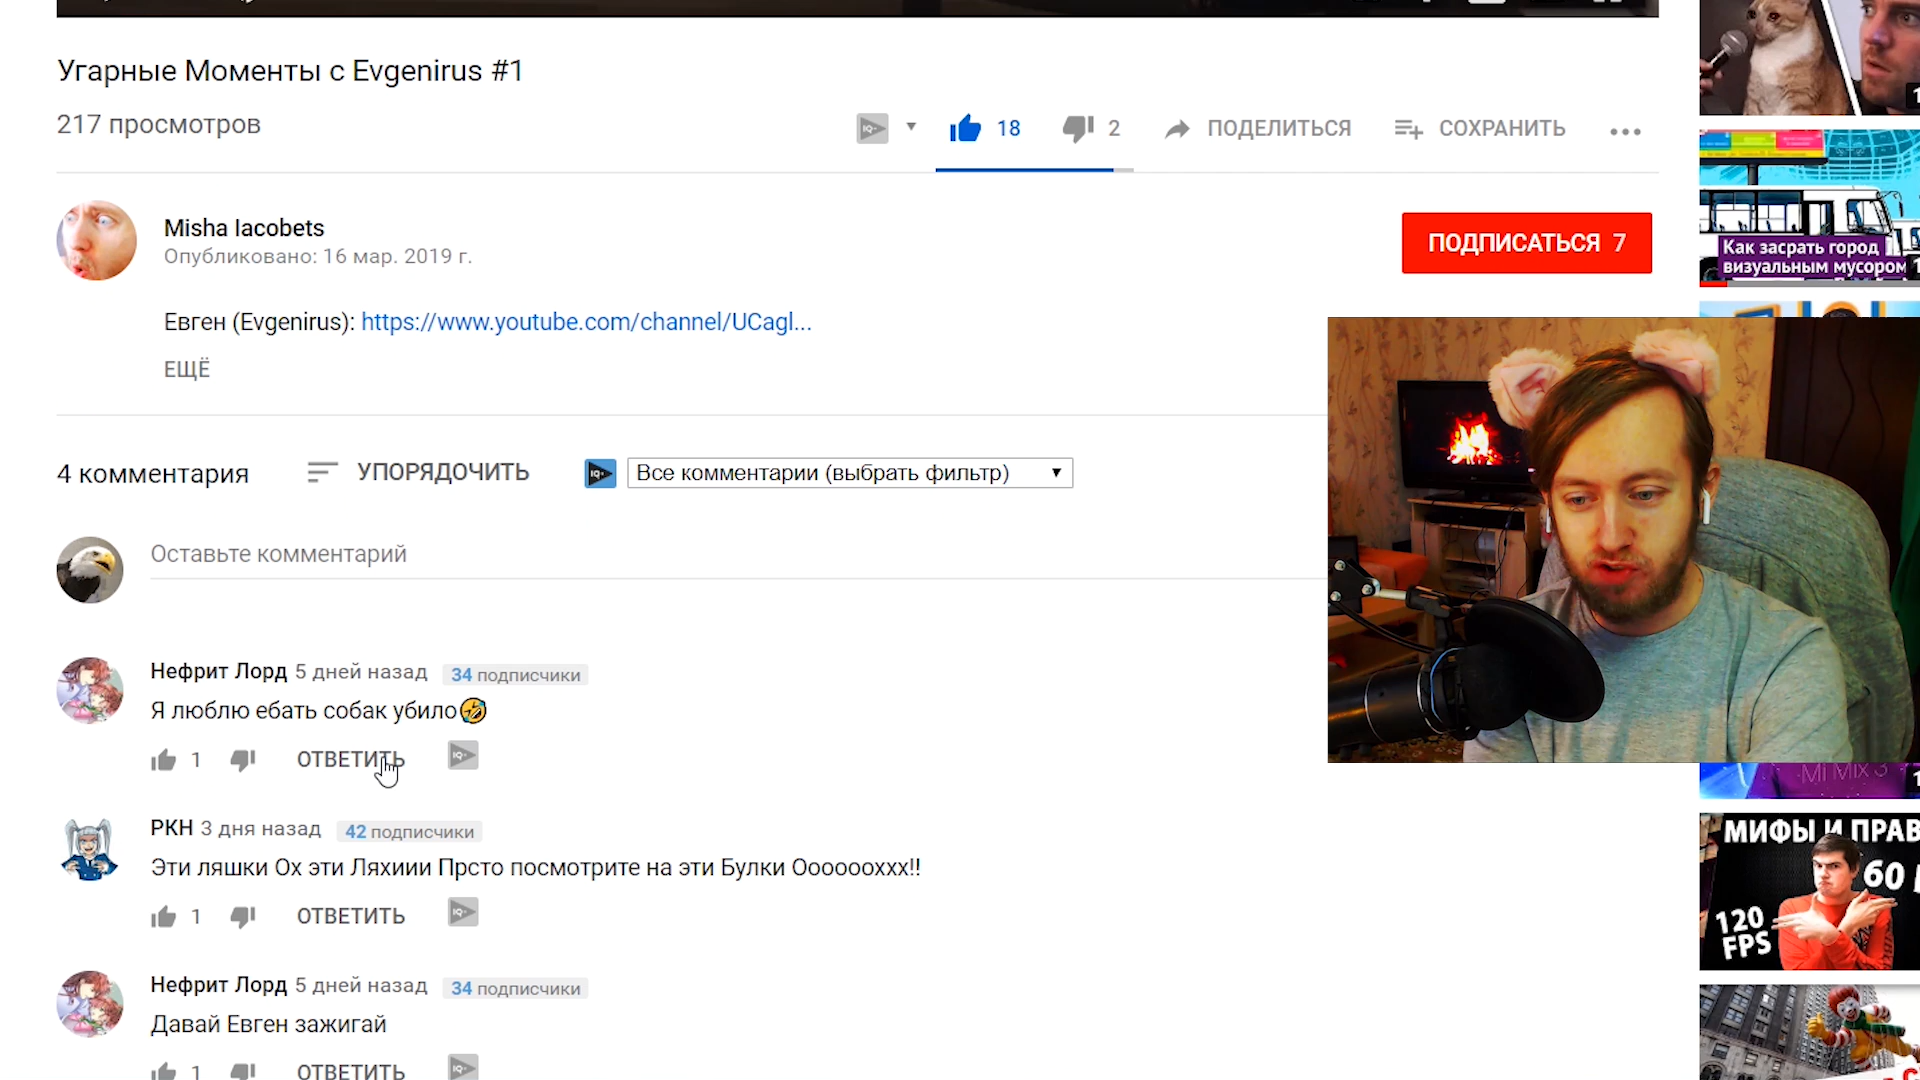 Угарные Моменты с Evgenirus #1
217 просмотров
18
2
ПОДЕЛИТЬСЯ
СОХРАНИТЬ
Misha Iacobets
Опубликовано: 16 мар. 2019 г.
ПОДПИСАТЬСЯ 7
Евген (Evgenirus): https://www.youtube.com/channel/UCagl...
ЕЩЁ
4 комментария
УПОРЯДОЧИТЬ
Все комментарии (выбрать фильтр)
Оставьте комментарий
Нефрит Лорд 5 дней назад 34 подписчики
Я люблю ебать собак убило🤣
1 ОТВЕТИТЬ
РКН 3 дня назад 42 подписчики
Эти ляшки Ох эти Ляхиии Прсто посмотрите на эти Булки Оооооохxx!!
1 ОТВЕТИТЬ
Нефрит Лорд 5 дней назад 34 подписчики
Давай Евген зажигай
1 ОТВЕТИТЬ
Как засрать город
визуальным мусором
MI MIX 3
МИФЫ И ПРАВ
60
120
FPS